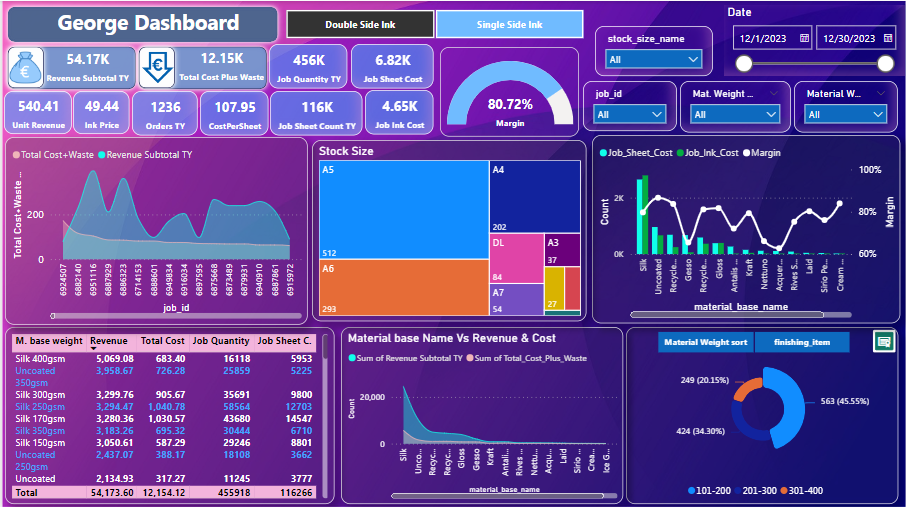 George Dashboard
Double Side Ink
Single Side Ink
Date
12/1/2023
12/30/2023
stock_size_name
All
54.17K
Revenue Subtotal TY
12.15K
Total Cost Plus Waste
456K
Job Quantity TY
6.82K
Job Sheet Cost
540.41
Unit Revenue
49.44
Ink Price
1236
Orders TY
107.95
CostPerSheet
116K
Job Sheet Count TY
4.65K
Job Ink Cost
80.72%
Margin
job_id
All
Mat. Weight ...
All
Material W...
All
Total Cost+Waste
Revenue Subtotal TY
Total Cost+Waste ...
200
0
6924507
6882140
6951116
6887929
6886323
6714153
6888601
6949834
6916034
6897595
6875668
6873489
6879931
6940910
6887861
6915972
job_id
Stock Size
A5
512
A6
293
A4
202
DL
84
A7
54
A3
37
27
Job_Sheet_Cost
Job_Ink_Cost
Margin
Count
2K
0K
100%
80%
60%
Margin
Silk
Uncoated
Recycle...
Gesso
Recycle...
Gloss
Antalis ...
Kraft
Nettuno
Acquer...
Rives S...
Laid
Sirio Pe...
Cream ...
material_base_name
M. base weight Revenue Total Cost Job Quantity Job Sheet C.
Silk 400gsm 5,069.08 683.40 16118 5953
Uncoated 3,958.67 726.28 25859 5225
350gsm
Silk 300gsm 3,299.76 905.67 35691 9800
Silk 250gsm 3,294.47 1,040.78 58564 12703
Silk 170gsm 3,280.36 1,030.57 43680 14547
Silk 350gsm 3,183.26 695.32 30444 6710
Silk 150gsm 3,050.61 587.29 29246 8801
Uncoated 2,437.07 388.17 18108 3662
250gsm
Uncoated 2,134.93 317.27 11245 3777
Total 54,173.60 12,154.12 455918 116266
Material base Name Vs Revenue & Cost
Sum of Revenue Subtotal TY
Sum of Total_Cost_Plus_Waste
Count
20,000
0
Silk
Unco...
Recyc...
Recyc...
Gloss
Gesso
Kraft
Antali...
Rives ...
Nettu...
Acqu...
Laid
Sirio ...
Crea...
Ice G...
material_base_name
Material Weight sort
finishing_item
249 (20.15%)
563 (45.55%)
424 (34.30%)
101-200
201-300
301-400